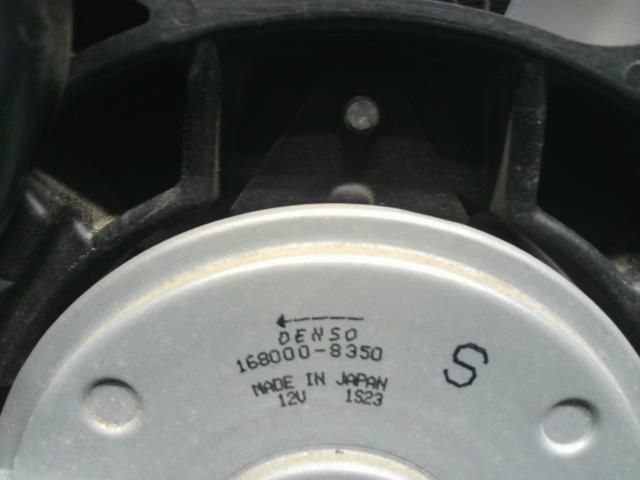 DENSO
168000-8350
S
MADE IN JAPAN
12V 1S23